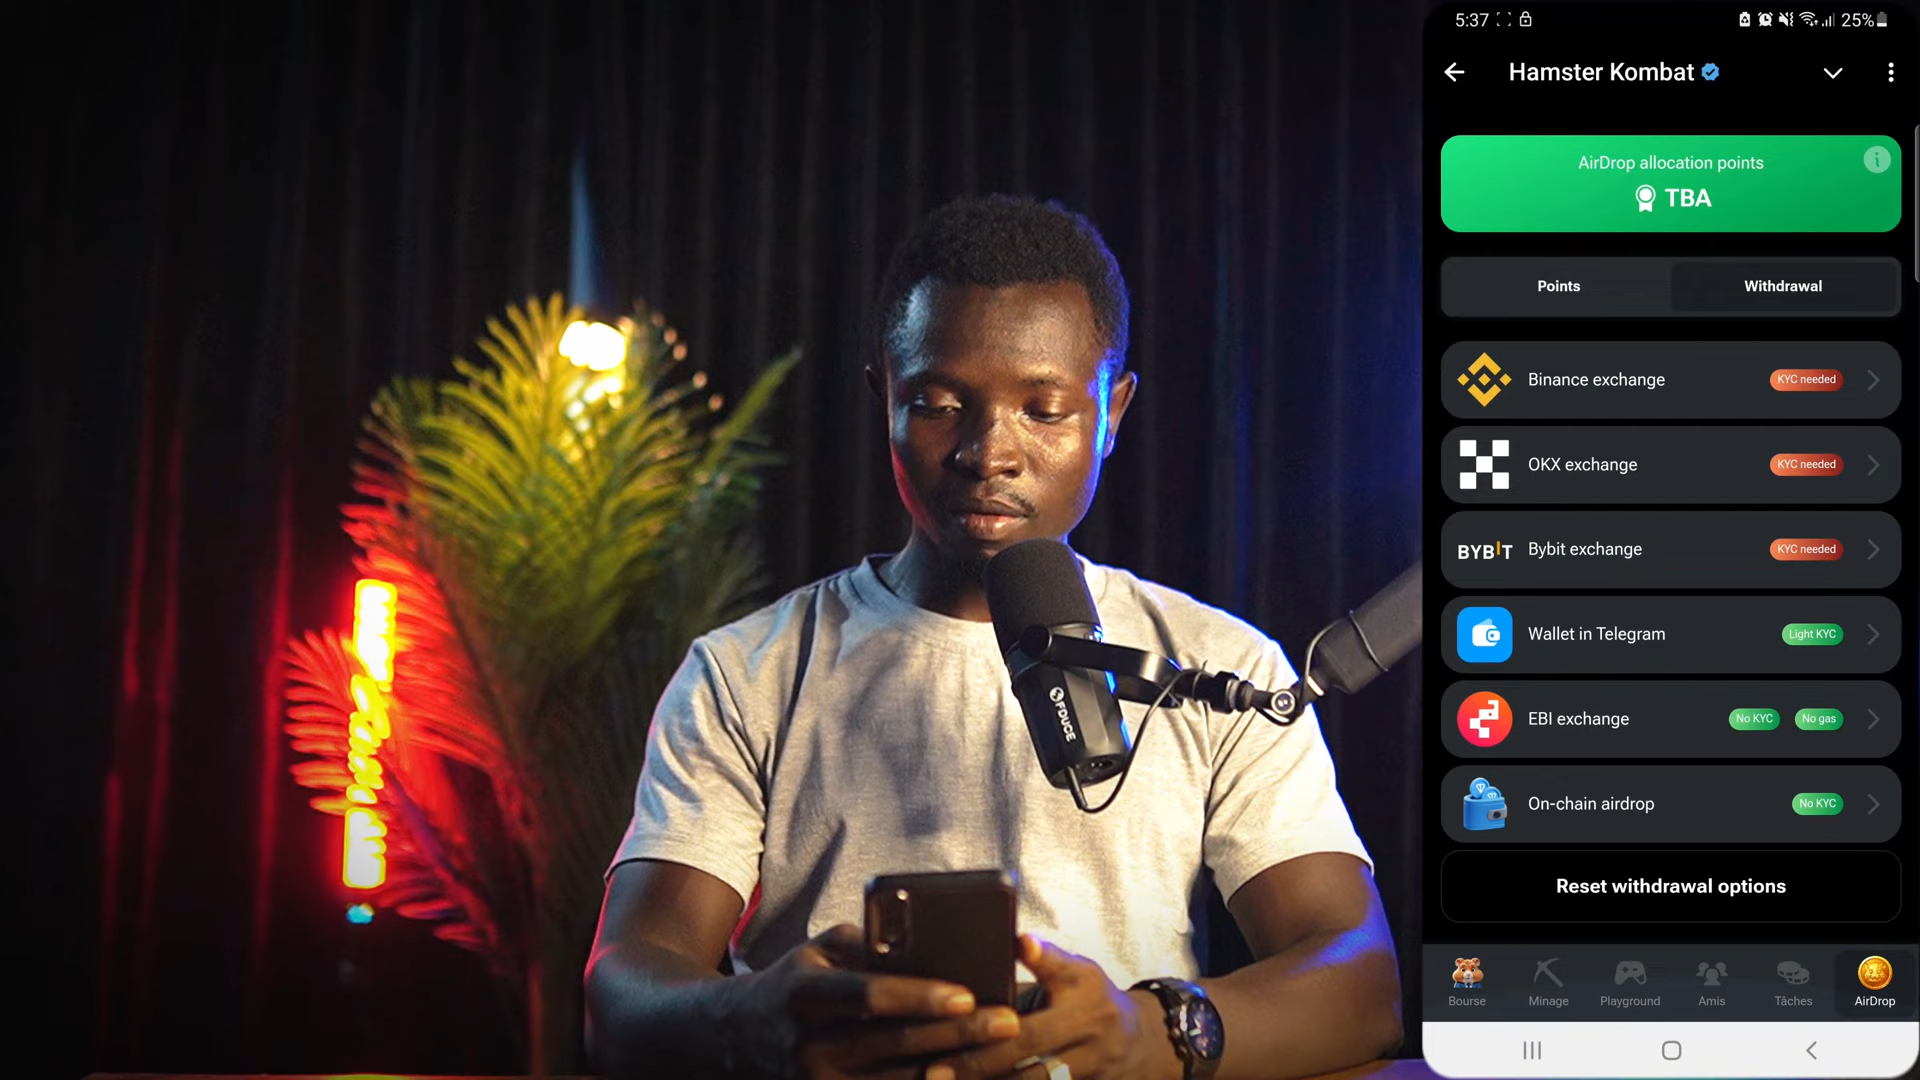 5:37
25%
Hamster Kombat
AirDrop allocation points
TBA
Points
Withdrawal
Binance exchange
KYC needed
OKX exchange
KYC needed
BYBIT
Bybit exchange
KYC needed
Wallet in Telegram
Light KYC
EBI exchange
No KYC
No gas
On-chain airdrop
No KYC
Reset withdrawal options
Bourse
Minage
Playground
Amis
Tâches
AirDrop
FDUCE